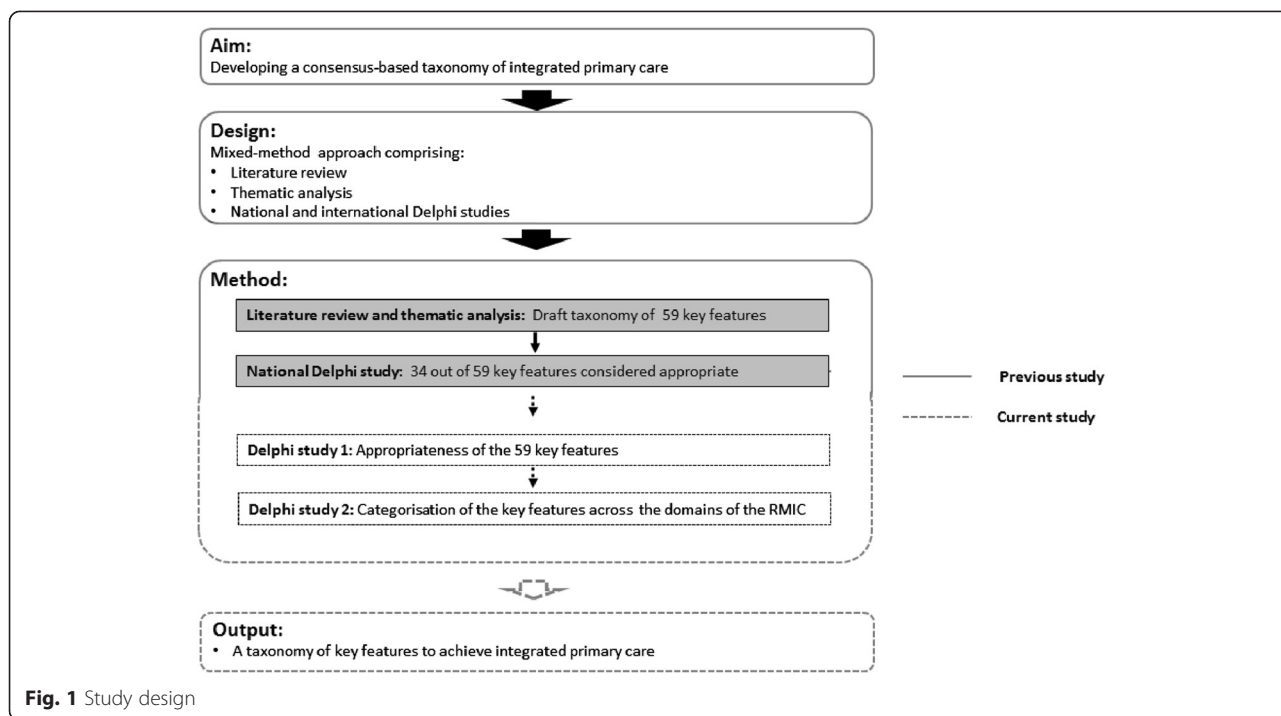 Aim:
Developing a consensus-based taxonomy of integrated primary care
Design:
Mixed-method approach comprising:
• Literature review
• Thematic analysis
• National and international Delphi studies
Method:
Literature review and thematic analysis: Draft taxonomy of 59 key features
National Delphi study: 34 out of 59 key features considered appropriate
Previous study
Current study
Delphi study 1: Appropriateness of the 59 key features
Delphi study 2: Categorisation of the key features across the domains of the RMIC
Output:
• A taxonomy of key features to achieve integrated primary care
Fig. 1 Study design